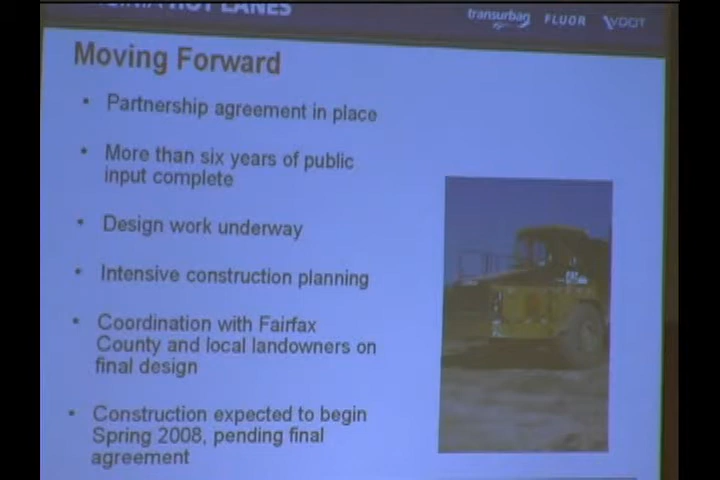 HOT LANES
transurban FLUOR VDOT
Moving Forward
• Partnership agreement in place
• More than six years of public
input complete
• Design work underway
• Intensive construction planning
• Coordination with Fairfax
County and local landowners on
final design
• Construction expected to begin
Spring 2008, pending final
agreement